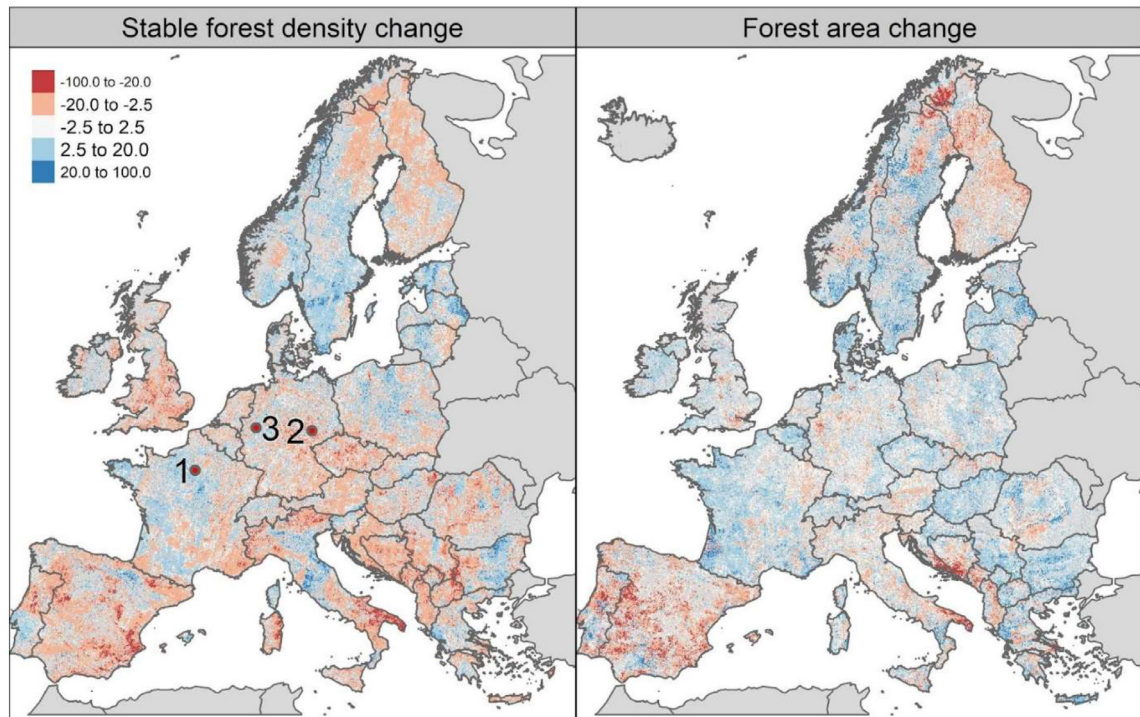 Stable forest density change
Forest area change
-100.0 to -20.0
-20.0 to -2.5
-2.5 to 2.5
2.5 to 20.0
20.0 to 100.0
3
2
1